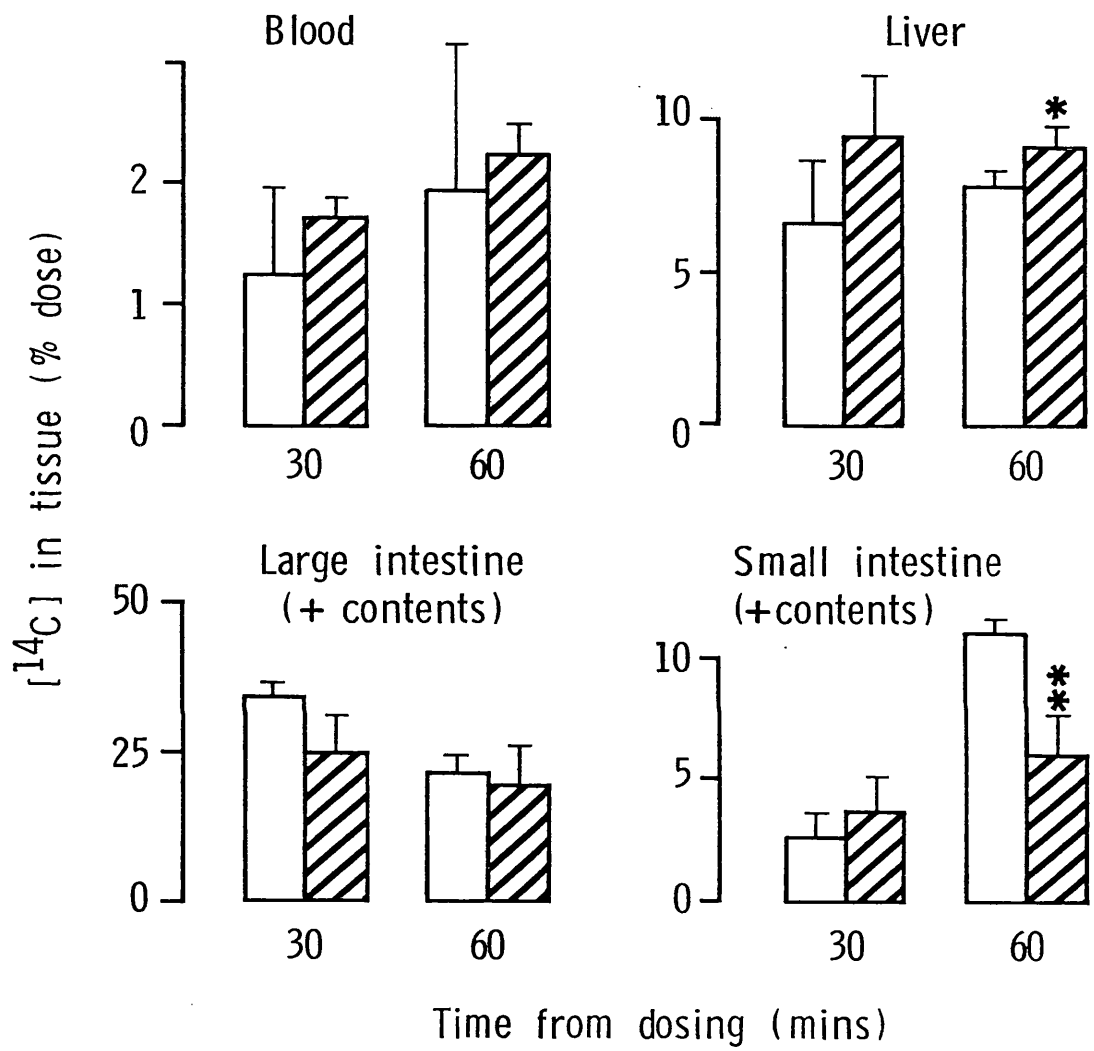 Blood
Liver
[14C] in tissue (% dose)
2
1
0
30
60
10
5
0
*
30
60
Large intestine
(+ contents)
Small intestine
(+contents)
50
25
0
30
60
10
5
0
**
30
60
Time from dosing (mins)